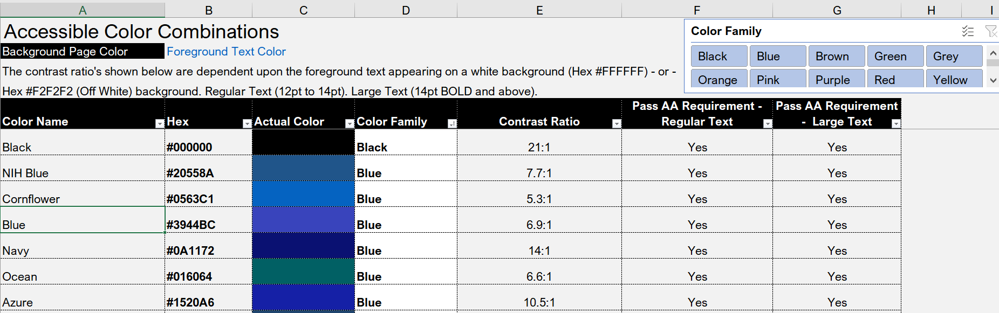 A B C D E F G H I
Accessible Color Combinations
Background Page Color Foreground Text Color
The contrast ratio's shown below are dependent upon the foreground text appearing on a white background (Hex #FFFFFF) - or -
Hex #F2F2F2 (Off White) background. Regular Text (12pt to 14pt). Large Text (14pt BOLD and above).
Color Family
Black Blue Brown Green Grey
Orange Pink Purple Red Yellow
Pass AA Requirement - Pass AA Requirement
Color Name Hex Actual Color Color Family Contrast Ratio Regular Text - Large Text
Black #000000 Black 21:1 Yes Yes
NIH Blue #20558A Blue 7.7:1 Yes Yes
Cornflower #0563C1 Blue 5.3:1 Yes Yes
Blue #3944BC Blue 6.9:1 Yes Yes
Navy #0A1172 Blue 14:1 Yes Yes
Ocean #016064 Blue 6.6:1 Yes Yes
Azure #1520A6 Blue 10.5:1 Yes Yes